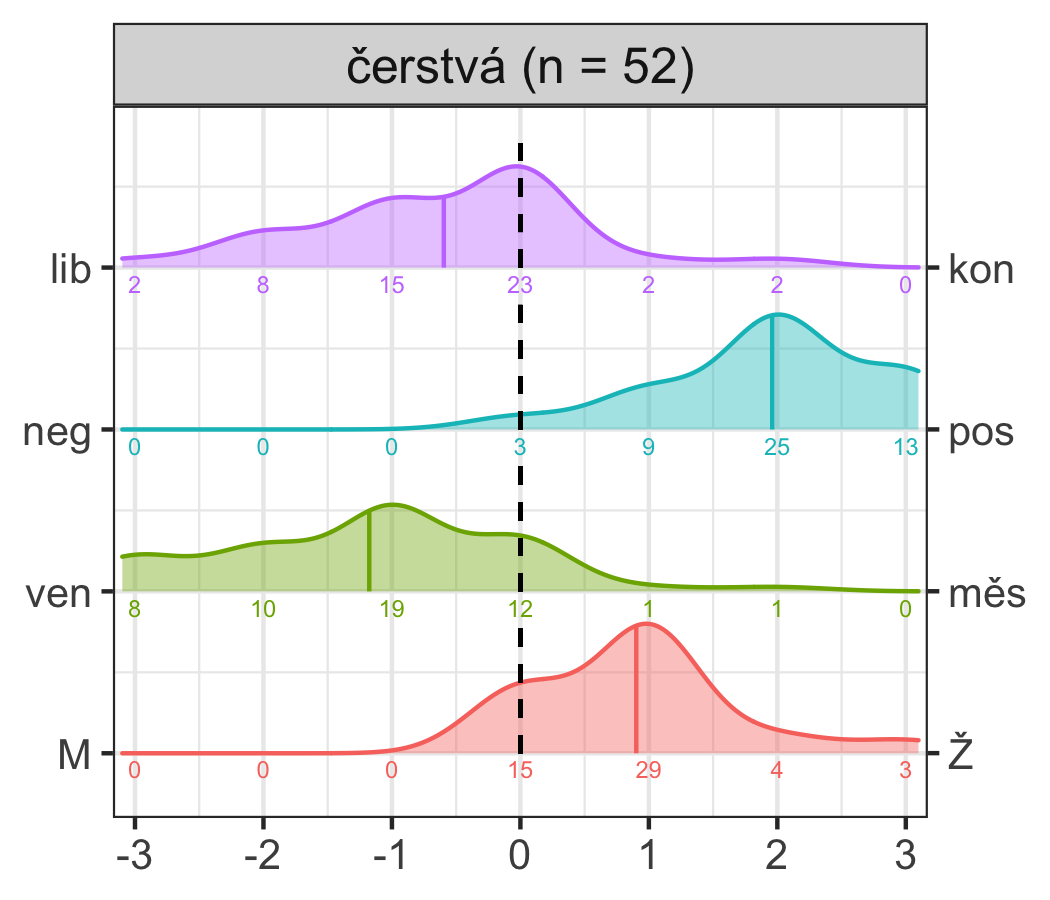 čerstvá (n = 52)
lib kon
2 8 15 23 2 2 0
neg pos
0 0 0 3 9 25 13
ven měs
8 10 19 12 1 1 0
M Ž
0 0 0 15 29 4 3
-3 -2 -1 0 1 2 3